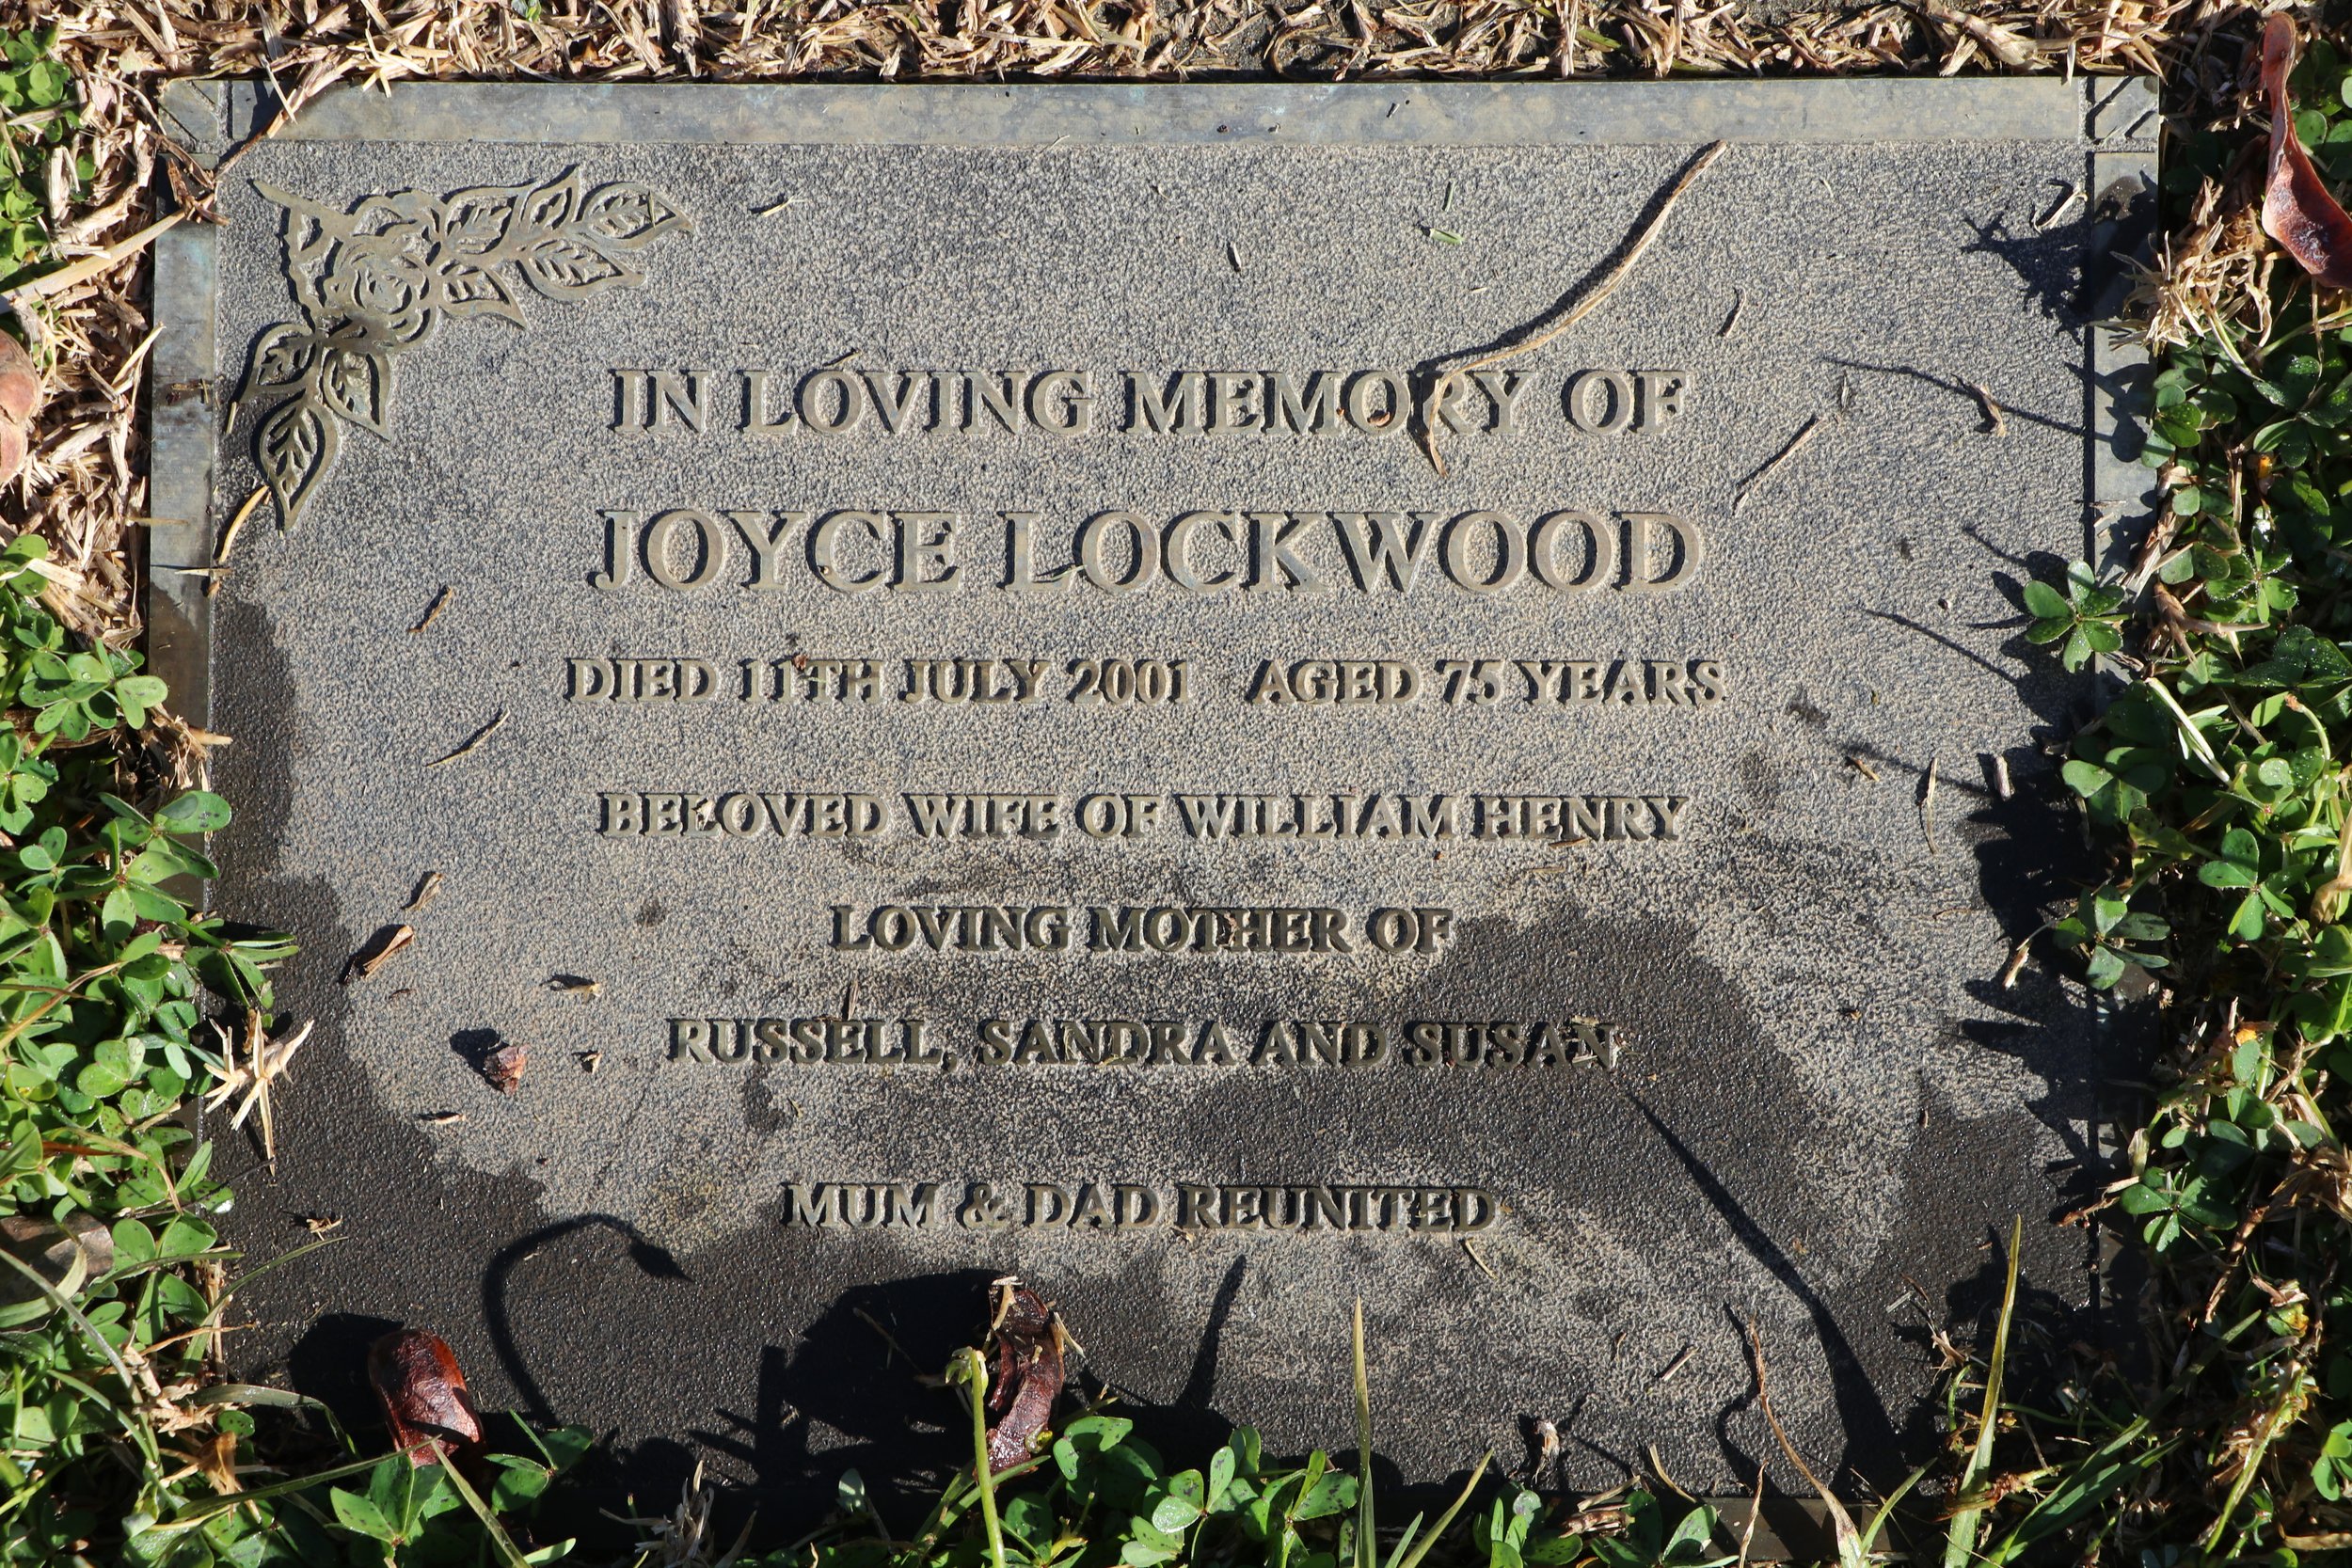 IN LOVING MEMORY OF
JOYCE LOCKWOOD
DIED 11TH JULY 2001 AGED 75 YEARS
BELOVED WIFE OF WILLIAM HENRY
LOVING MOTHER OF
RUSSELL, SANDRA AND SUSAN
MUM & DAD REUNITED